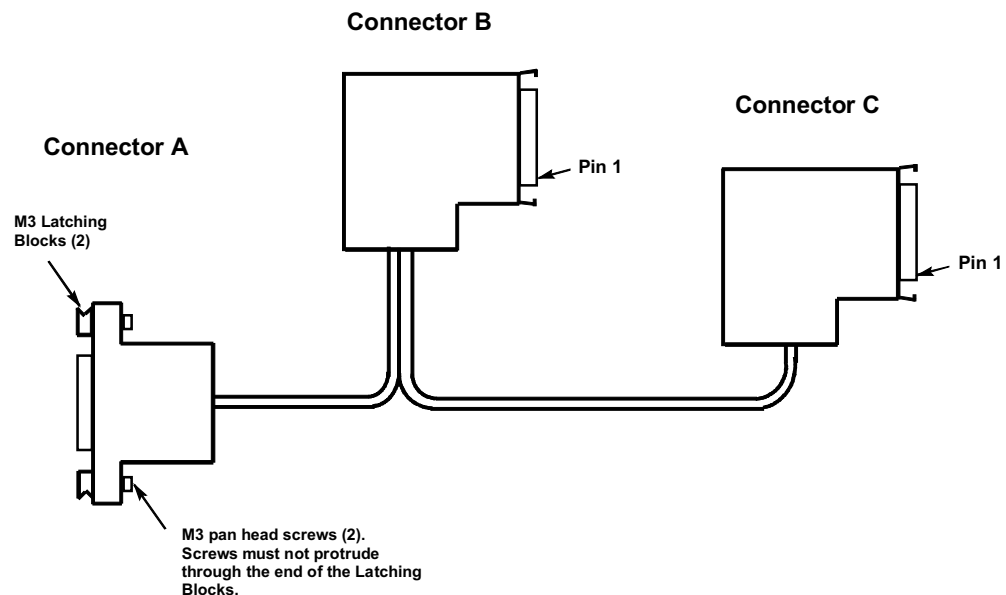 Connector B
Connector C
Connector A
Pin 1
M3 Latching
Blocks (2)
Pin 1
M3 pan head screws (2).
Screws must not protrude
through the end of the Latching
Blocks.